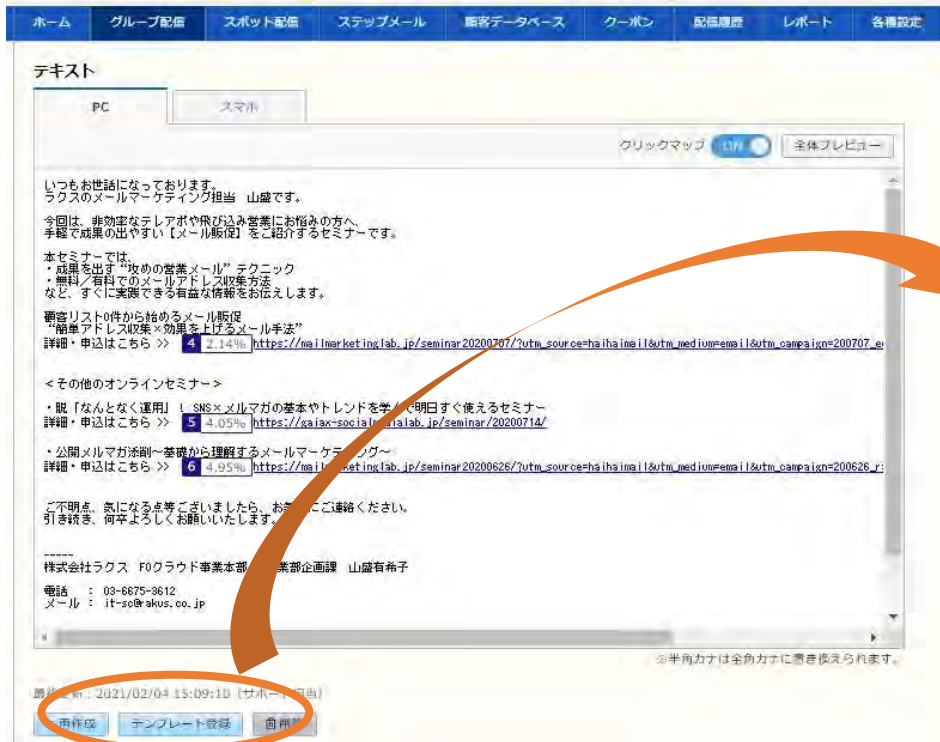 ホーム グループ配信 スポット配信 ステップメール 顧客データベース クーポン 配信履歴 レポート 各種設定
テキスト
PC スマホ
クリックマップ ON 全体プレビュー
いつもお世話になっております。
ラクスのメールマーケティング担当 山盛です。
今回は、非効率なテレアポや飛び込み営業にお悩みの方へ、
手軽で成果の出やすい【メール販促】をご紹介するセミナーです。
本セミナーでは、
・成果を出す“攻めの営業メール”テクニック
・無料／有料でのメールアドレス収集方法
など、すぐに実践できる有益な情報をお伝えします。
顧客リスト0件から始めるメール販促
“簡単アドレス収集×効果を上げるメール手法”
詳細・申込はこちら >> 4 2.14% https://mailmarketinglab.jp/seminar20200707/?utm_source=haihaimail&utm_medium=email&utm_campaign=200707_e
＜その他のオンラインセミナー＞
・脱「なんとなく運用」！ SNS×メルマガの基本やトレンドを学んで明日すぐ使えるセミナー
詳細・申込はこちら >> 5 4.05% https://gaiax-socialmedialab.jp/seminar/20200714/
・公開メルマガ添削～基礎から理解するメールマーケティング～
詳細・申込はこちら >> 6 4.95% https://mailmarketinglab.jp/seminar20200626/?utm_source=haihaimail&utm_medium=email&utm_campaign=200626_r
ご不明点、気になる点等ございましたら、お気軽にご連絡ください。
引き続き、何卒よろしくお願いいたします。
-----
株式会社ラクス FOクラウド事業本部 業部企画課 山盛有希子
電話 : 03-6675-3612
メール : it-sc@rakus.co.jp
※半角カナは全角カナに置き換えられます。
最終更新：2021/02/04 15:09:10 (サポート担当)
再作成 テンプレート登録 削除